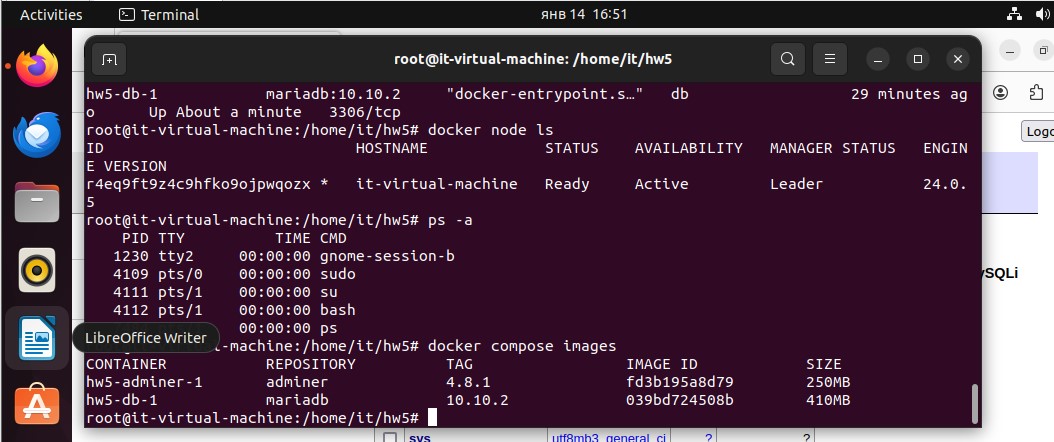 Activities Terminal янв 14 16:51
root@it-virtual-machine: /home/it/hw5
hw5-db-1 mariadb:10.10.2 "docker-entrypoint.s…" db 29 minutes ag
o Up About a minute 3306/tcp
root@it-virtual-machine:/home/it/hw5# docker node ls
ID HOSTNAME STATUS AVAILABILITY MANAGER STATUS ENGIN
E VERSION
r4eq9ft9z4c9hfko9ojpwqozx * it-virtual-machine Ready Active Leader 24.0.
5
root@it-virtual-machine:/home/it/hw5# ps -a
PID TTY TIME CMD
1230 tty2 00:00:00 gnome-session-b
4109 pts/0 00:00:00 sudo
4111 pts/1 00:00:00 su
4112 pts/1 00:00:00 bash
00:00:00 ps
LibreOffice Writer
/home/it/hw5# docker compose images
CONTAINER REPOSITORY TAG IMAGE ID SIZE
hw5-adminer-1 adminer 4.8.1 fd3b195a8d79 250MB
hw5-db-1 mariadb 10.10.2 039bd724508b 410MB
root@it-virtual-machine:/home/it/hw5#
Logo
ySQLi
sys utf8mb3_general_ci ? ?